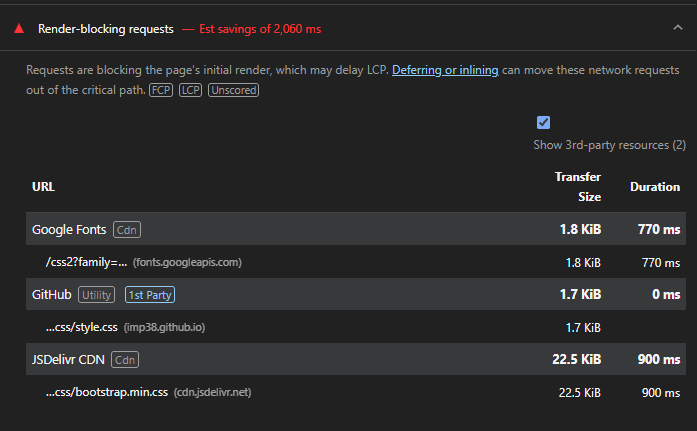 Render-blocking requests — Est savings of 2,060 ms
Requests are blocking the page's initial render, which may delay LCP. Deferring or inlining can move these network requests
out of the critical path. FCP LCP Unscored
Show 3rd-party resources (2)
URL Transfer Size Duration
Google Fonts Cdn 1.8 KiB 770 ms
/css2?family=... (fonts.googleapis.com) 1.8 KiB 770 ms
GitHub Utility 1st Party 1.7 KiB 0 ms
...css/style.css (imp38.github.io) 1.7 KiB
JSDelivr CDN Cdn 22.5 KiB 900 ms
...css/bootstrap.min.css (cdn.jsdelivr.net) 22.5 KiB 900 ms